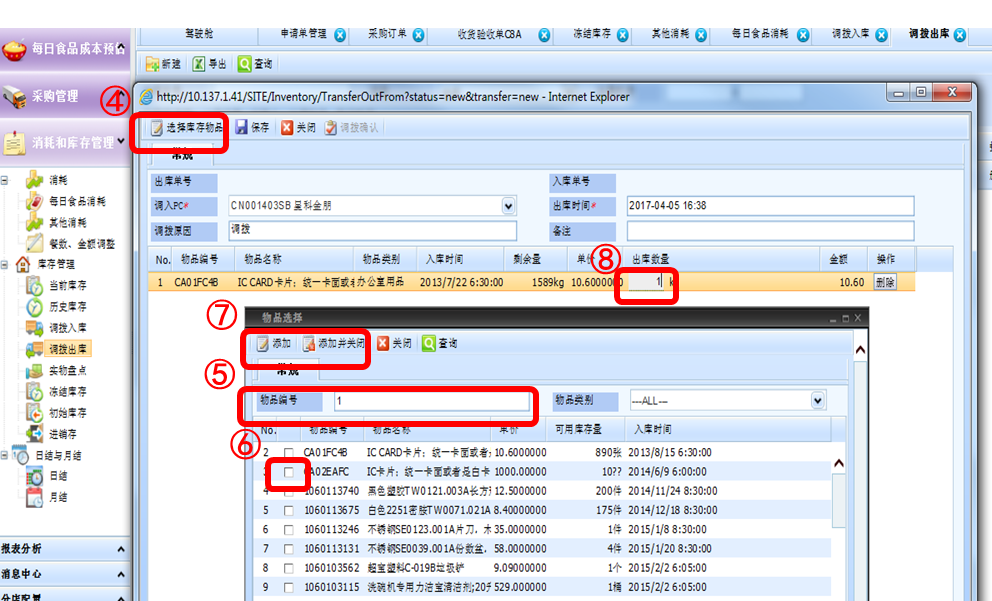 驾驶舱 申请单管理 采购订单 收货验收单CBA 冻结库存 其他消耗 每日食品消耗 调拨入库 调拨出库
每日食品成本预估
新建 导出 查询
采购管理
④
http://10.137.1.41/SITE/Inventory/TransferOutFrom?status=new&transfer=new - Internet Explorer
选择库存物品 保存 关闭 调拨确认
消耗和库存管理
常规
消耗
每日食品消耗
其他消耗
餐数、金额调整
库存管理
当前库存
历史库存
调拨入库
调拨出库
实物盘点
冻结库存
初始库存
进销存
日结与月结
日结
月结
报表分析
消息中心
分店配置
出库单号 入库单号
调入PC* CN001403SB 星科金朋 出库时间* 2017-04-05 16:38
调拨原因 调拨 备注
⑧
No. 物品编号 物品名称 物品类别 入库时间 剩余量 单价 出库数量 金额 操作
1 CA01FC4B IC CARD卡片；统一卡面或者 办公室用品 2013/7/22 6:30:00 1589kg 10.6000000 1 k 10.60 删除
⑦
物品选择
添加 添加并关闭 关闭 查询
⑤
常规
物品编号 1 物品类别 ---ALL---
⑥
No. 物品编号 物品名称 单价 可用库存量 入库时间
2 CA01FC4B IC CARD卡片；统一卡面或者; 10.6000000 890张 2013/8/15 6:30:00
3 CA02EAFC IC卡片；统一卡面或者是白卡 1000.00000 10?? 2014/6/9 6:00:00
4 1060113740 黑色塑胶TW0121.003A长方形 12.5000000 200件 2014/11/24 8:30:00
5 1060113675 白色2251密胺TW0071.021A 8.40000000 175件 2014/12/18 8:30:00
6 1060113246 不锈钢SE0123.001A片刀，木 35.0000000 1件 2015/1/8 8:30:00
7 1060113131 不锈钢SE0039.001A份数盆， 58.0000000 4件 2015/1/20 8:30:00
8 1060103562 超宝塑料C-019B垃圾铲 9.09000000 1个 2015/2/2 6:05:00
9 1060103115 洗碗机专用力洁宝清洁剂;20升 529.000000 1桶 2015/2/2 6:05:00